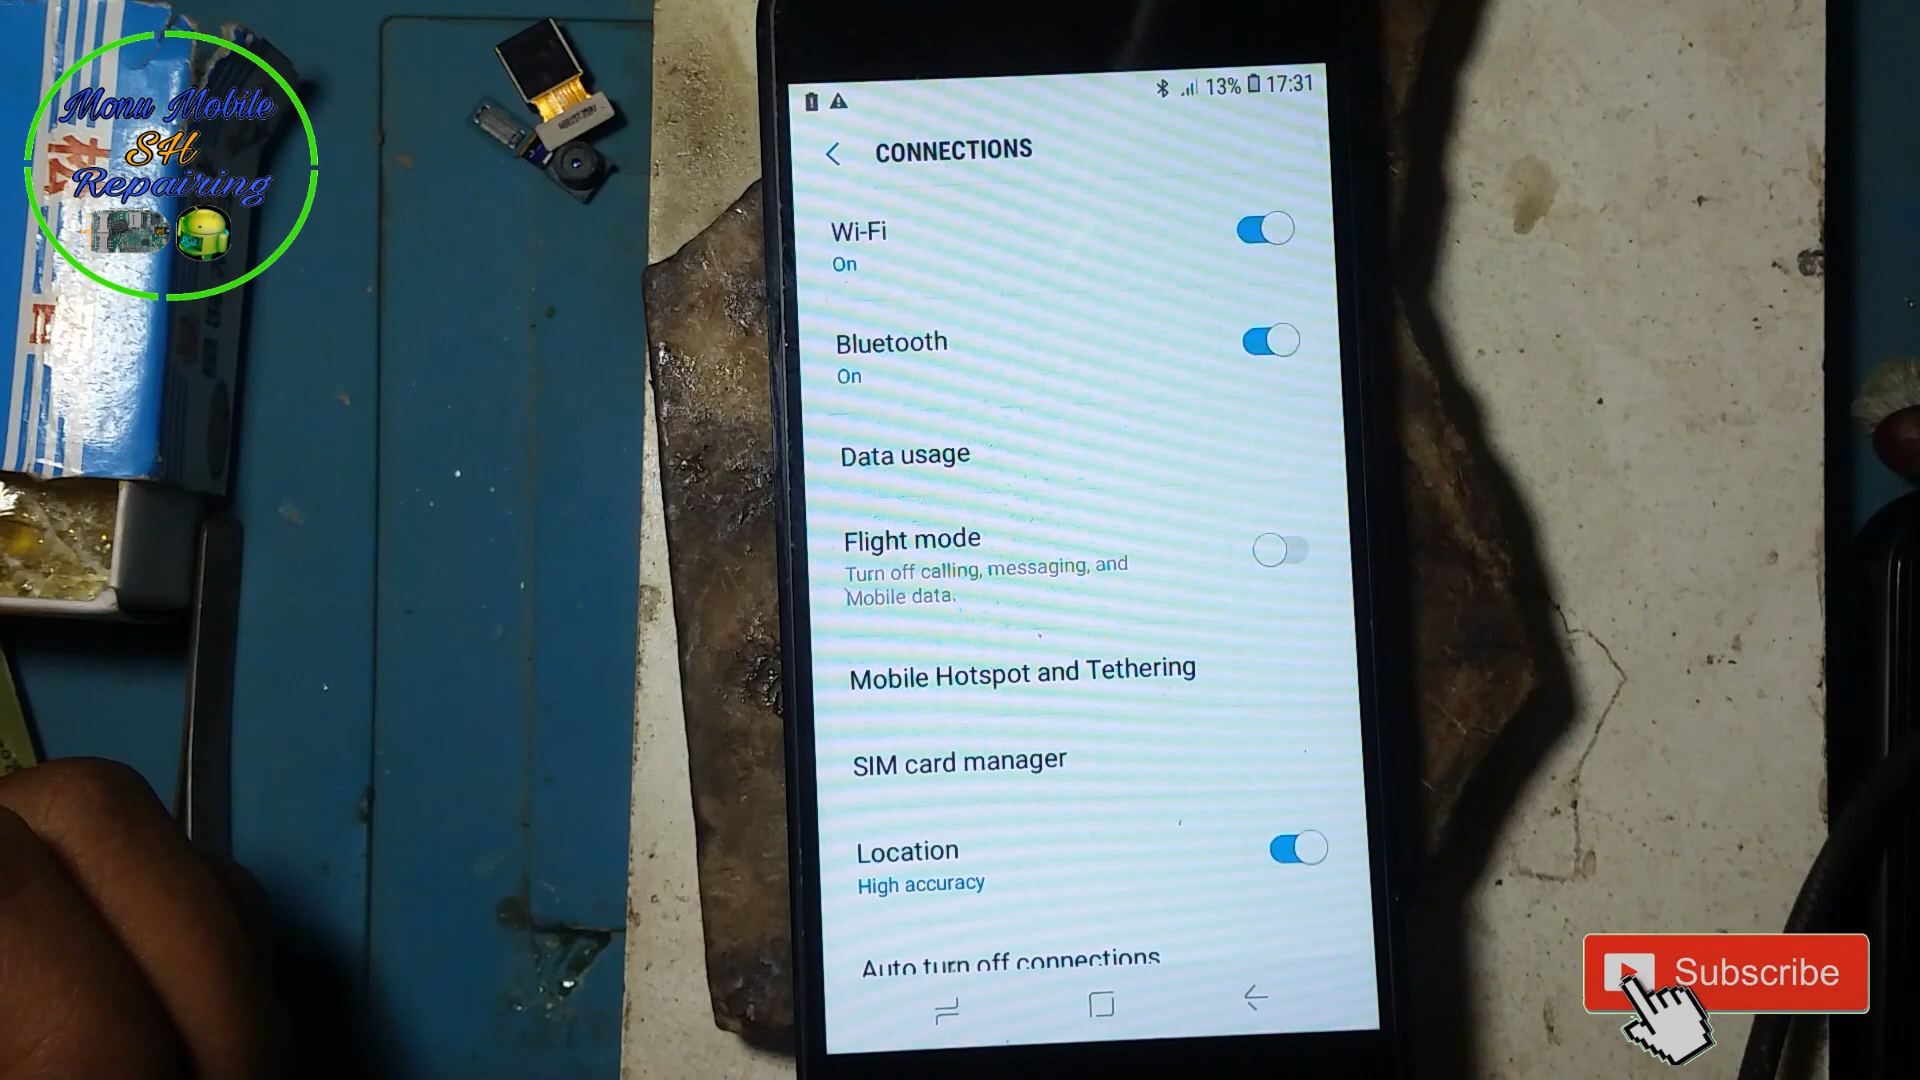 Monu Mobile
SH
Repairing
13% 17:31
CONNECTIONS
Wi-Fi
On
Bluetooth
On
Data usage
Flight mode
Turn off calling, messaging, and
Mobile data.
Mobile Hotspot and Tethering
SIM card manager
Location
High accuracy
Auto turn off connections
Subscribe